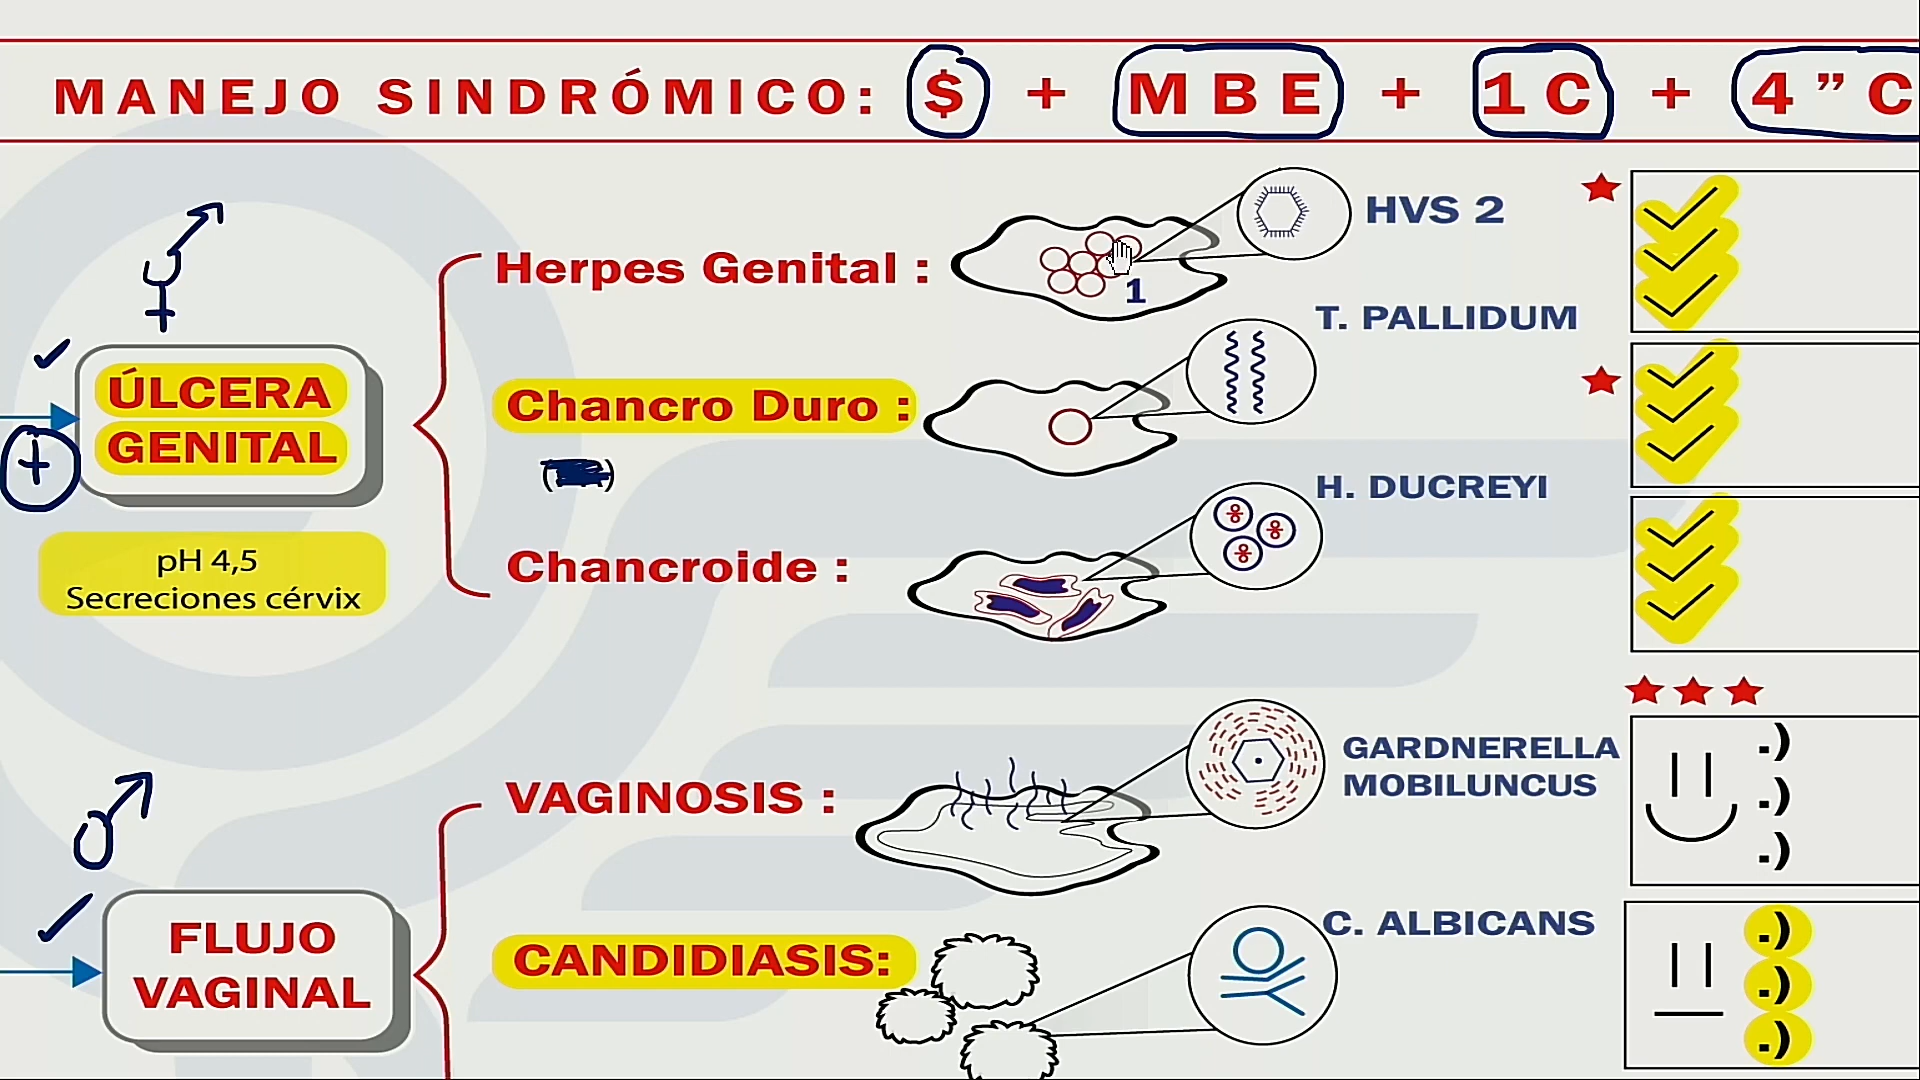 MANEJO SINDRÓMICO: $ + MBE + 1C + 4”C
Herpes Genital :
1
HVS 2
T. PALLIDUM
ÚLCERA
GENITAL
Chancro Duro :
H. DUCREYI
pH 4,5
Secreciones cérvix
Chancroide :
VAGINOSIS :
GARDNERELLA
MOBILUNCUS
.)
.)
.)
FLUJO
VAGINAL
CANDIDIASIS:
C. ALBICANS
.)
.)
.)